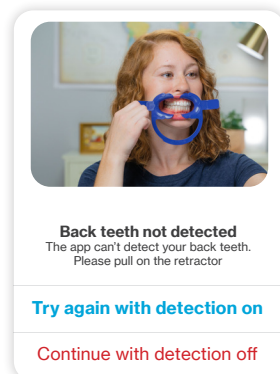 Back teeth not detected
The app can't detect your back teeth.
Please pull on the retractor
Try again with detection on
Continue with detection off